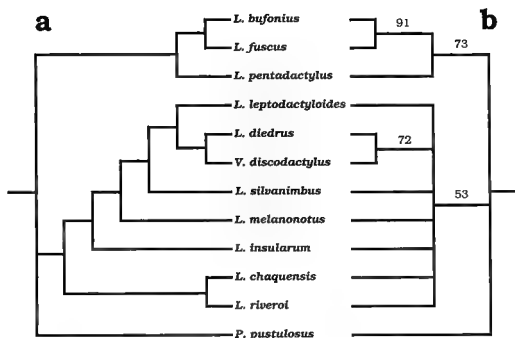 a
b
L. bufonius
91
L. fuscus
73
L. pentadactylus
L. leptodactyloides
L. diedrus
72
V. discodactylus
L. silvanimbus
53
L. melanonotus
L. insularum
L. chaquensis
L. riveroi
P. pustulosus